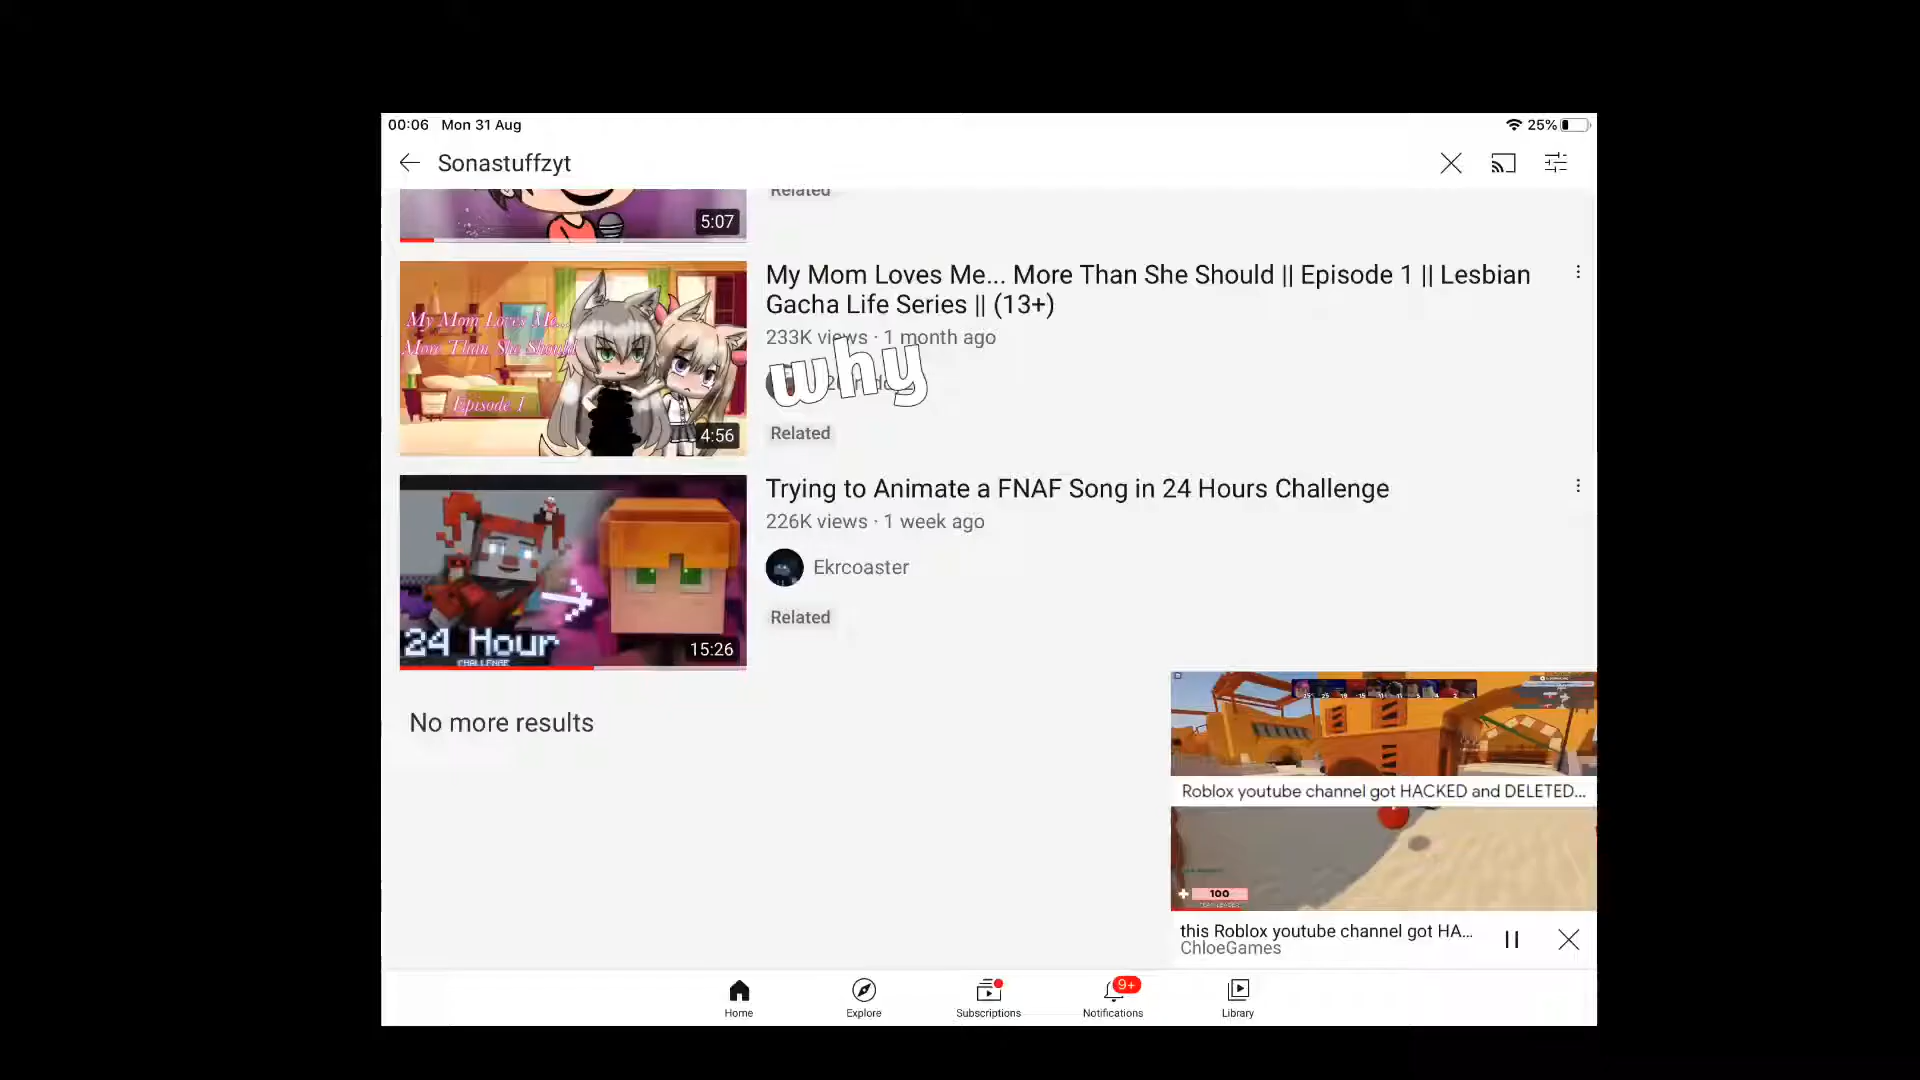 00:06 Mon 31 Aug
25%
Sonastuffzyt
Related
5:07
My Mom Loves Me... More Than She Should || Episode 1 || Lesbian
Gacha Life Series || (13+)
233K views · 1 month ago
why
Related
My Mom Loves Me...
More Than She Should
Episode 1
4:56
Trying to Animate a FNAF Song in 24 Hours Challenge
226K views · 1 week ago
Ekrcoaster
Related
24 Hour
CHALLENGE
15:26
No more results
Roblox youtube channel got HACKED and DELETED...
100
this Roblox youtube channel got HA...
ChloeGames
Home
Explore
Subscriptions
9+
Notifications
Library